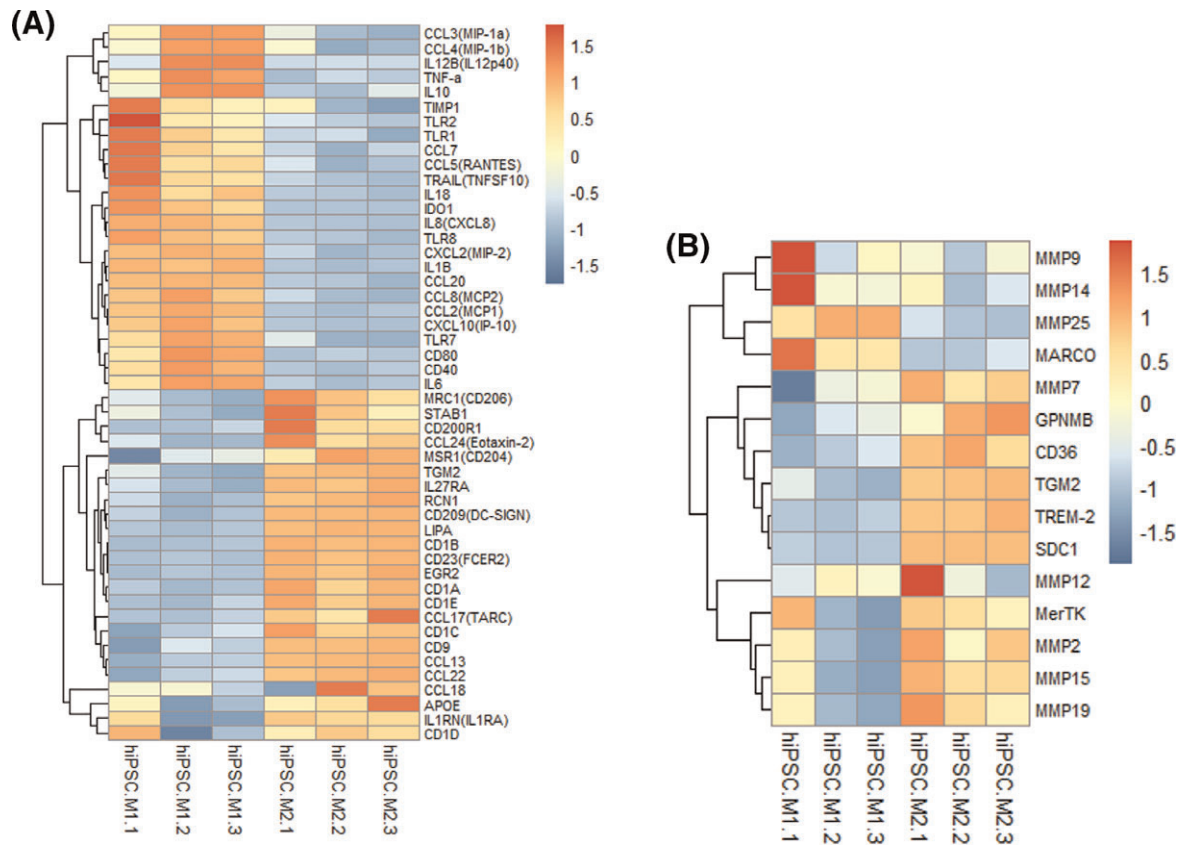 (A)
CCL3(MIP-1a)
CCL4(MIP-1b)
IL12B(IL12p40)
TNF-a
IL10
TIMP1
TLR2
TLR1
CCL7
CCL5(RANTES)
TRAIL(TNFSF10)
IL18
IDO1
IL8(CXCL8)
TLR8
CXCL2(MIP-2)
IL1B
CCL20
CCL8(MCP2)
CCL2(MCP1)
CXCL10(IP-10)
TLR7
CD80
CD40
IL6
MRC1(CD206)
STAB1
CD200R1
CCL24(Eotaxin-2)
MSR1(CD204)
TGM2
IL27RA
RCN1
CD209(DC-SIGN)
LIPA
CD1B
CD23(FCER2)
EGR2
CD1A
CD1E
CCL17(TARC)
CD1C
CD9
CCL13
CCL22
CCL18
APOE
IL1RN(IL1RA)
CD1D
1.5
1
0.5
0
-0.5
-1
-1.5
hiPSC.M1.1
hiPSC.M1.2
hiPSC.M1.3
hiPSC.M2.1
hiPSC.M2.2
hiPSC.M2.3
(B)
MMP9
MMP14
MMP25
MARCO
MMP7
GPNMB
CD36
TGM2
TREM-2
SDC1
MMP12
MerTK
MMP2
MMP15
MMP19
1.5
1
0.5
0
-0.5
-1
-1.5
hiPSC.M1.1
hiPSC.M1.2
hiPSC.M1.3
hiPSC.M2.1
hiPSC.M2.2
hiPSC.M2.3